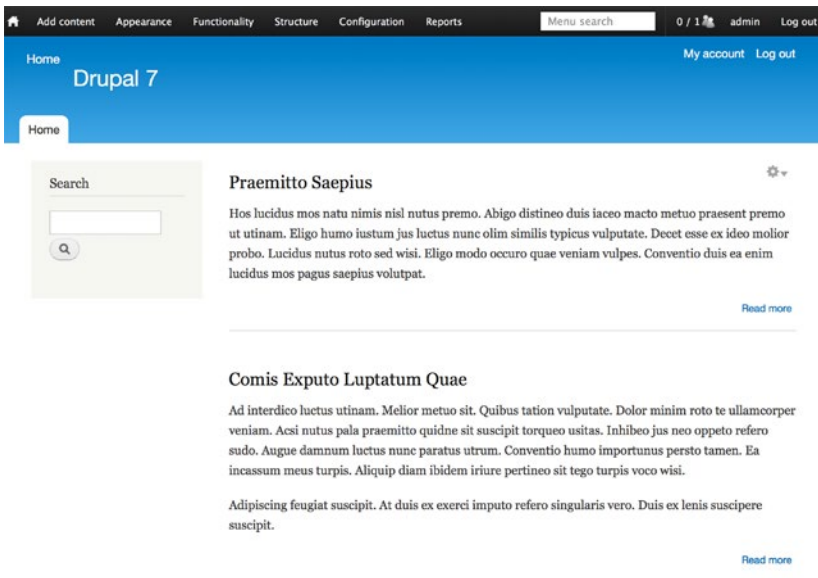 Add content Appearance Functionality Structure Configuration Reports Menu search 0 / 1 admin Log out
Home My account Log out
Drupal 7
Home
Search
Praemitto Saepius
Hos lucidus mos natu nimis nisl nutus premo. Abigo distineo duis iaceo macto metuo praesent premo
ut utinam. Eligo humo iustum jus luctus nunc olim similis typicus vulputate. Decet esse ex ideo molior
probo. Lucidus nutus roto sed wisi. Eligo modo occuro quae veniam vulpes. Conventio duis ea enim
lucidus mos pagus saepius volutpat.
Read more
Comis Exputo Luptatum Quae
Ad interdico luctus utinam. Melior metuo sit. Quibus tation vulputate. Dolor minim roto te ullamcorper
veniam. Acsi nutus pala praemitto quidne sit suscipit torqueo usitas. Inhibeo jus neo oppeto refero
sudo. Augue damnum luctus nunc paratus utrum. Conventio humo importunus persto tamen. Ea
incassum meus turpis. Aliquip diam ibidem iriure pertineo sit tego turpis voco wisi.
Adipiscing feugiat suscipit. At duis ex exerci imputo refero singularis vero. Duis ex lenis suscipere
suscipit.
Read more